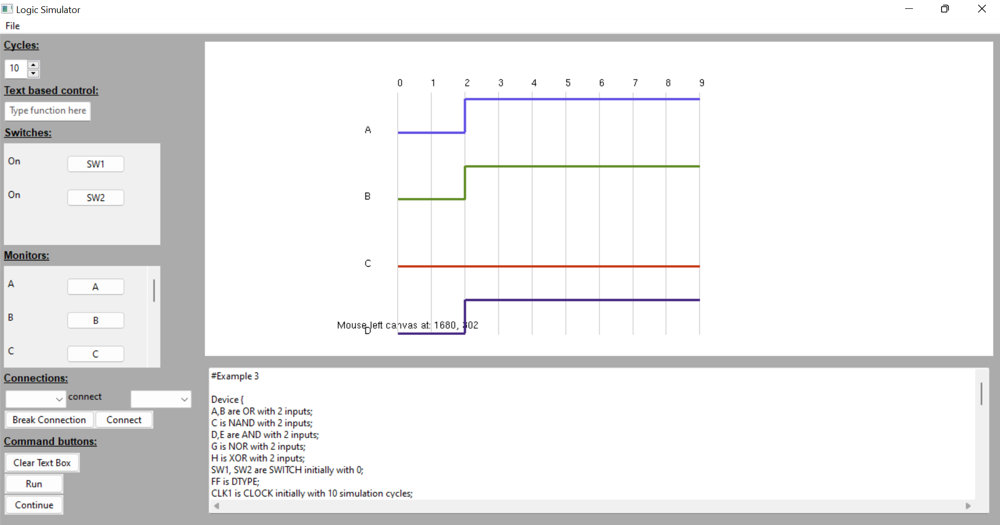 Logic Simulator
File
Cycles:
10
Text based control:
Type function here
Switches:
On SW1
On SW2
Monitors:
A A
B B
C C
Connections:
connect
Break Connection Connect
Command buttons:
Clear Text Box
Run
Continue
0 1 2 3 4 5 6 7 8 9
A
B
C
Mouse left canvas at: 1680, 302
D
#Example 3
Device {
A,B are OR with 2 inputs;
C is NAND with 2 inputs;
D,E are AND with 2 inputs;
G is NOR with 2 inputs;
H is XOR with 2 inputs;
SW1, SW2 are SWITCH initially with 0;
FF is DTYPE;
CLK1 is CLOCK initially with 10 simulation cycles;